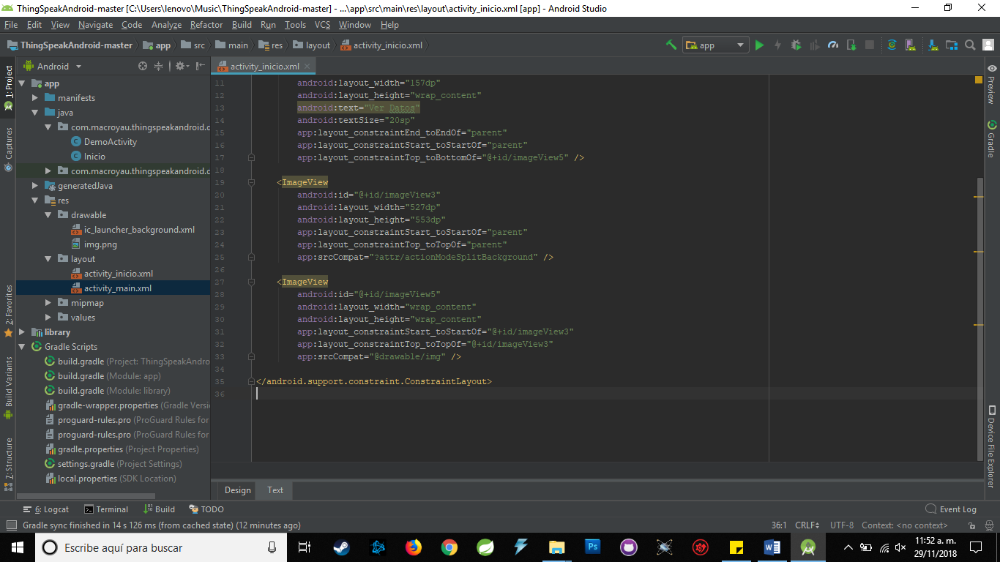 ThingSpeakAndroid-master [C:\Users\lenovo\Music\ThingSpeakAndroid-master] - ...\app\src\main\res\layout\activity_inicio.xml [app] - Android Studio
File Edit View Navigate Code Analyze Refactor Build Run Tools VCS Window Help
ThingSpeakAndroid-master app src main res layout activity_inicio.xml app
Android
activity_inicio.xml
1: Project
Captures
2: Favorites
Build Variants
7: Structure
app
manifests
java
com.macroyau.thingspeakandroid.d
DemoActivity
Inicio
com.macroyau.thingspeakandroid.d
generatedJava
res
drawable
ic_launcher_background.xml
img.png
layout
activity_inicio.xml
activity_main.xml
mipmap
values
library
Gradle Scripts
build.gradle (Project: ThingSpeakAndro
build.gradle (Module: app)
build.gradle (Module: library)
gradle-wrapper.properties (Gradle Versi
proguard-rules.pro (ProGuard Rules for
proguard-rules.pro (ProGuard Rules for
gradle.properties (Project Properties)
settings.gradle (Project Settings)
local.properties (SDK Location)
11 android:layout_width="157dp"
12 android:layout_height="wrap_content"
13 android:text="Ver Datos"
14 android:textSize="20sp"
15 app:layout_constraintEnd_toEndOf="parent"
16 app:layout_constraintStart_toStartOf="parent"
17 app:layout_constraintTop_toBottomOf="@+id/imageView5" />
18
19 <ImageView
20 android:id="@+id/imageView3"
21 android:layout_width="527dp"
22 android:layout_height="553dp"
23 app:layout_constraintStart_toStartOf="parent"
24 app:layout_constraintTop_toTopOf="parent"
25 app:srcCompat="?attr/actionModeSplitBackground" />
26
27 <ImageView
28 android:id="@+id/imageView5"
29 android:layout_width="wrap_content"
30 android:layout_height="wrap_content"
31 app:layout_constraintStart_toStartOf="@+id/imageView3"
32 app:layout_constraintTop_toTopOf="@+id/imageView3"
33 app:srcCompat="@drawable/img" />
34
35 </android.support.constraint.ConstraintLayout>
36
Preview
Gradle
Device File Explorer
Design Text
6: Logcat Terminal Build TODO Event Log
Gradle sync finished in 14 s 126 ms (from cached state) (12 minutes ago) 36:1 CRLF UTF-8 Context: <no context>
Escribe aquí para buscar
Ps
11:52 a. m.
29/11/2018